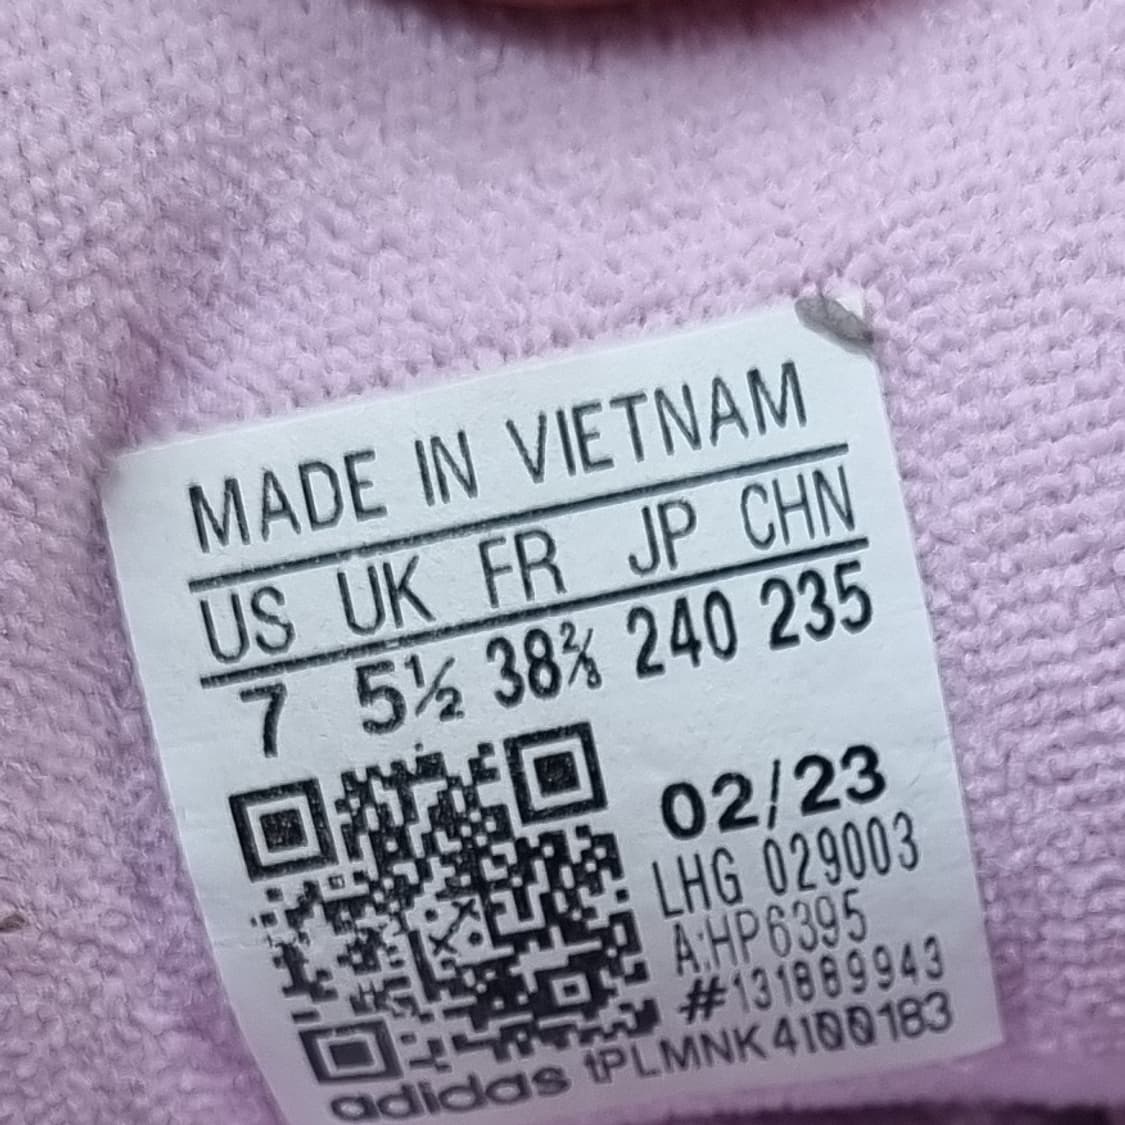 MADE IN VIETNAM
US UK FR JP CHN
7 5½ 38⅔ 240 235
02/23
LHG 029003
A:HP6395
#131889943
adidas tPLMNK4100183